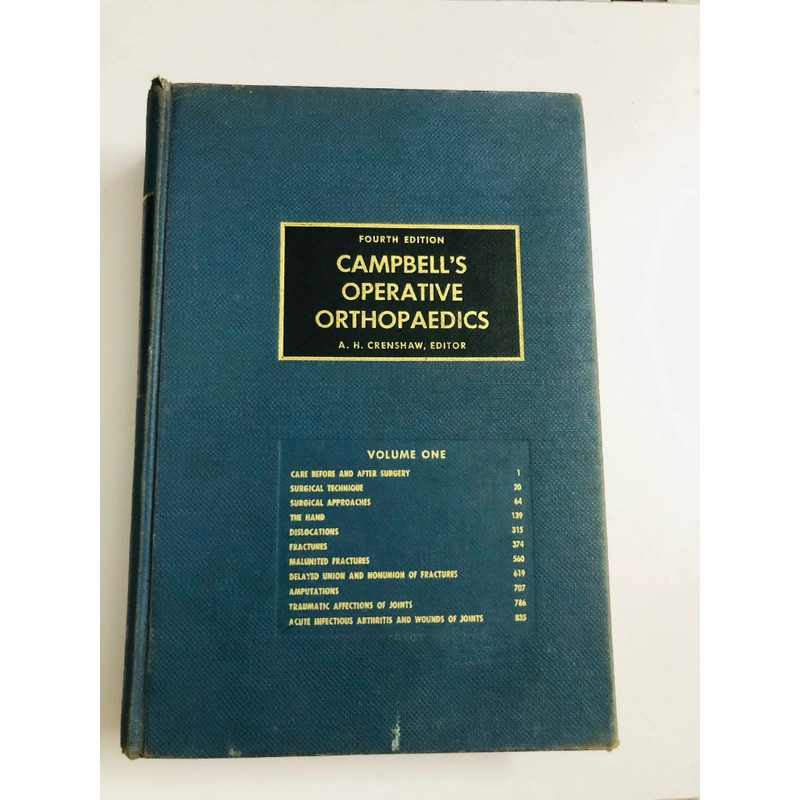 FOURTH EDITION
CAMPBELL'S
OPERATIVE
ORTHOPAEDICS
A. H. CRENSHAW, EDITOR
VOLUME ONE
CARE BEFORE AND AFTER SURGERY 1
SURGICAL TECHNIQUE 20
SURGICAL APPROACHES 64
THE HAND 139
DISLOCATIONS 315
FRACTURES 374
MALUNITED FRACTURES 560
DELAYED UNION AND NONUNION OF FRACTURES 619
AMPUTATIONS 707
TRAUMATIC AFFECTIONS OF JOINTS 786
ACUTE INFECTIOUS ARTHRITIS AND WOUNDS OF JOINTS 835